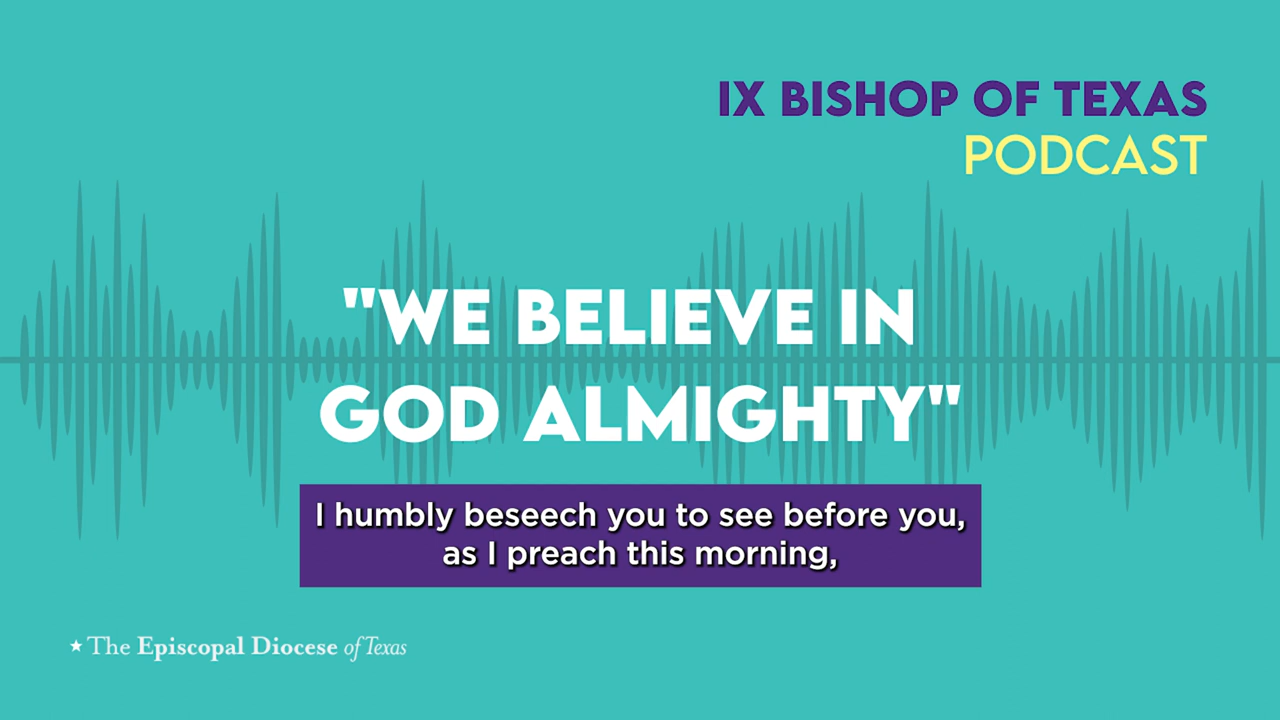 IX BISHOP OF TEXAS
PODCAST
"WE BELIEVE IN
GOD ALMIGHTY"
I humbly beseech you to see before you,
as I preach this morning,
The Episcopal Diocese of Texas